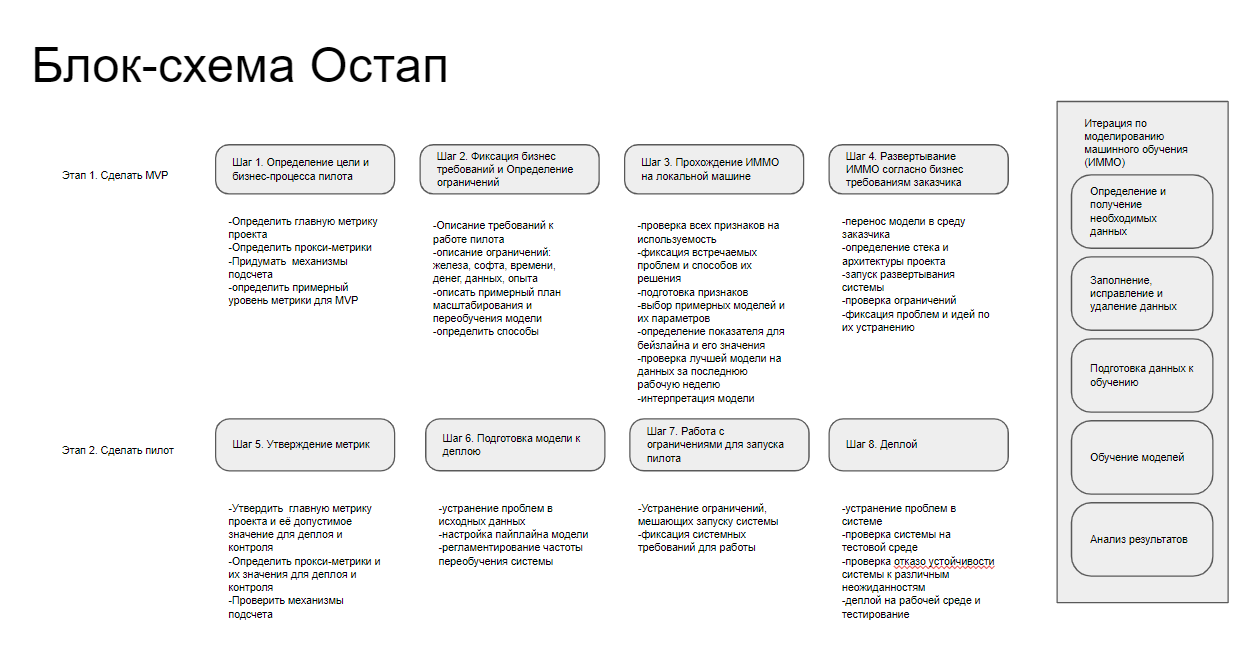 Блок-схема Остап
Этап 1. Сделать MVP
Шаг 1. Определение цели и
бизнес-процесса пилота
-Определить главную метрику
проекта
-Определить прокси-метрики
-Придумать механизмы
подсчета
-определить примерный
уровень метрики для MVP
Шаг 2. Фиксация бизнес
требований и Определение
ограничений
-Описание требований к
работе пилота
-описание ограничений:
железа, софта, времени,
денег, данных, опыта
-описать примерный план
масштабирования и
переобучения модели
-определить способы
Шаг 3. Прохождение ИММО
на локальной машине
-проверка всех признаков на
используемость
-фиксация встречаемых
проблем и способов их
решения
-подготовка признаков
-выбор примерных моделей и
их параметров
-определение показателя для
бейзлайна и его значения
-проверка лучшей модели на
данных за последнюю
рабочую неделю
-интерпретация модели
Шаг 4. Развертывание
ИММО согласно бизнес
требованиям заказчика
-перенос модели в среду
заказчика
-определение стека и
архитектуры проекта
-запуск развертывания
системы
-проверка ограничений
-фиксация проблем и идей по
их устранению
Этап 2. Сделать пилот
Шаг 5. Утверждение метрик
-Утвердить главную метрику
проекта и её допустимое
значение для деплоя и
контроля
-Определить прокси-метрики и
их значения для деплоя и
контроля
-Проверить механизмы
подсчета
Шаг 6. Подготовка модели к
деплою
-устранение проблем в
исходных данных
-настройка пайплайна модели
-регламентирование частоты
переобучения системы
Шаг 7. Работа с
ограничениями для запуска
пилота
-Устранение ограничений,
мешающих запуску системы
-фиксация системных
требований для работы
Шаг 8. Деплой
-устранение проблем в
системе
-проверка системы на
тестовой среде
-проверка отказо устойчивости
системы к различным
неожиданностям
-деплой на рабочей среде и
тестирование
Итерация по
моделированию
машинного обучения
(ИММО)
Определение и
получение
необходимых
данных
Заполнение,
исправление и
удаление данных
Подготовка данных к
обучению
Обучение моделей
Анализ результатов